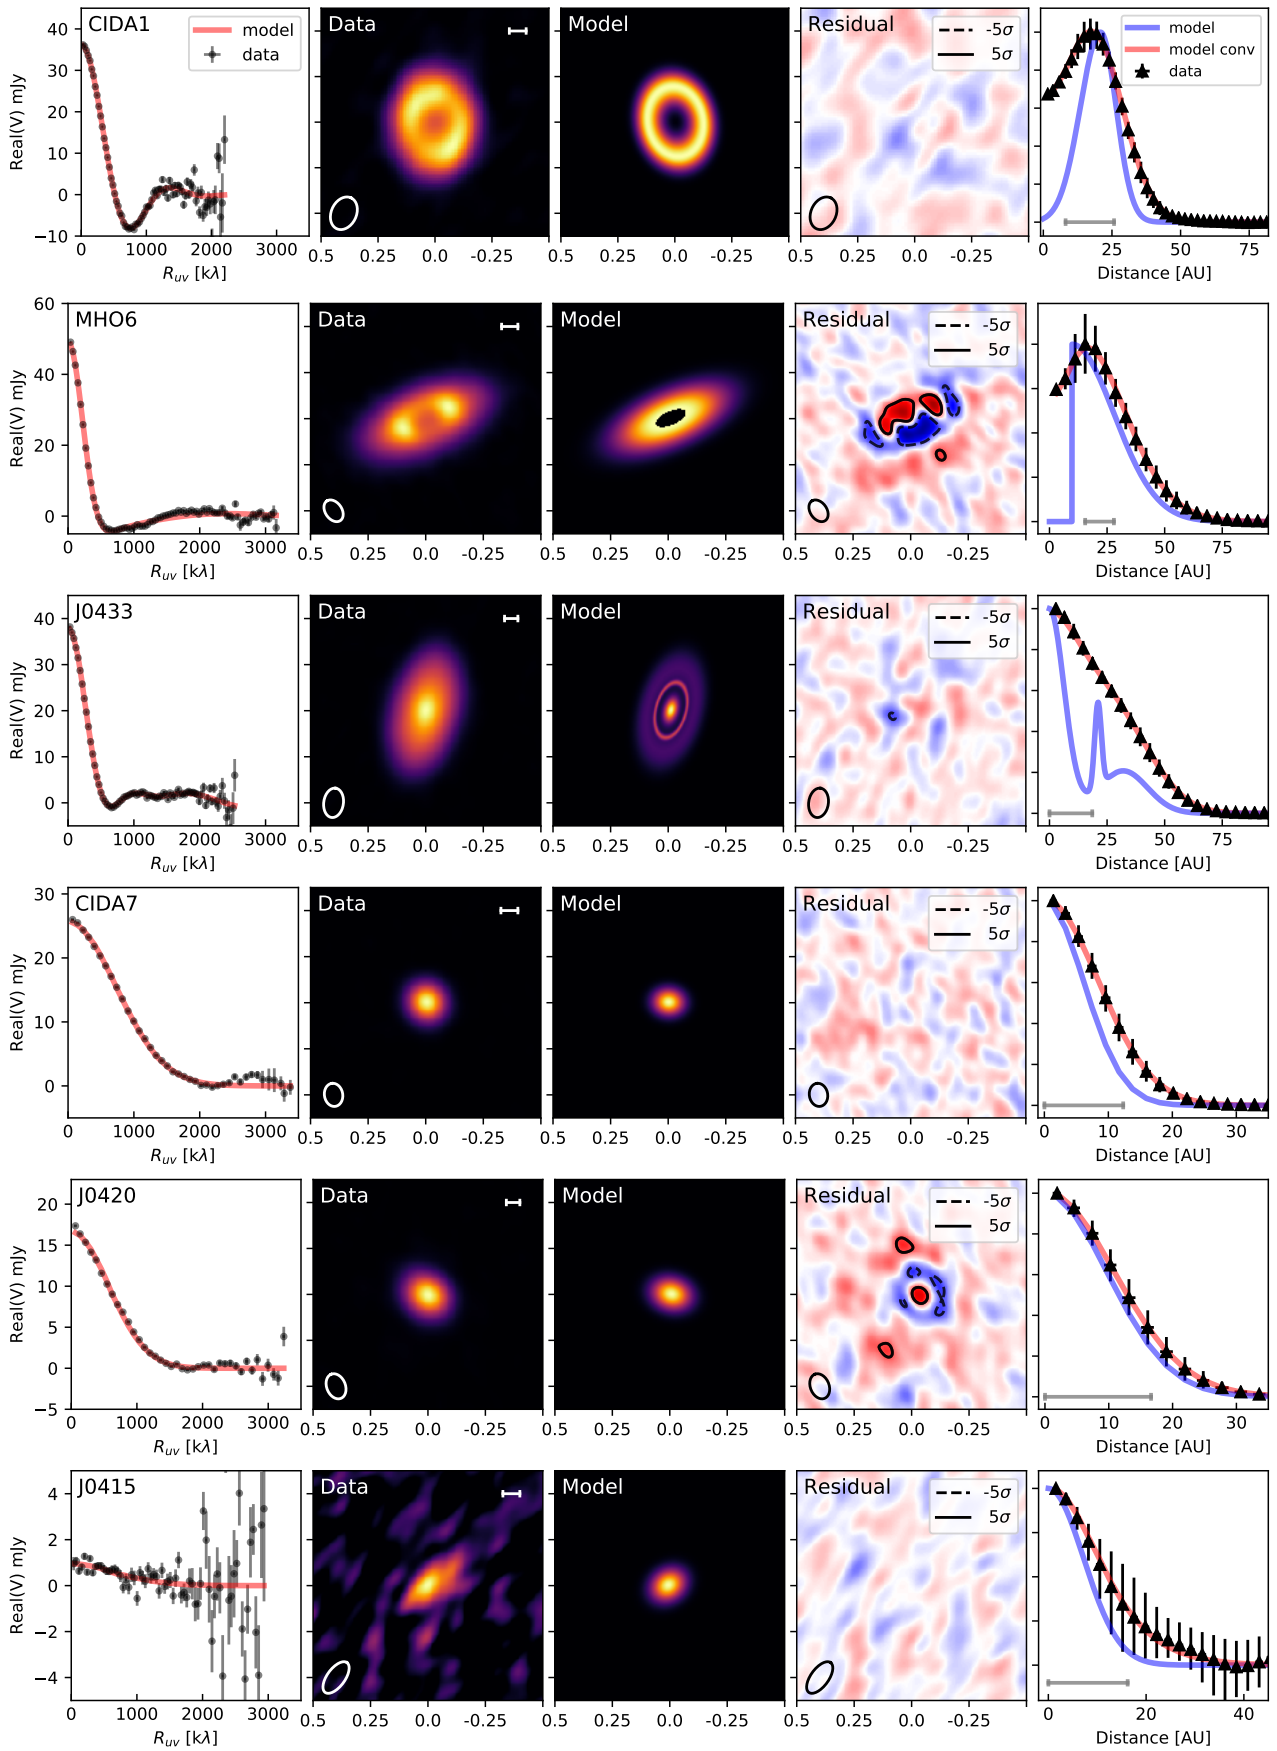 CIDA1
model
data
Data
Model
Residual
-5σ
5σ
model
model conv
data
Real(V) mJy
40
30
20
10
0
−10
0 1000 2000 3000
R_uv [kλ]
0.5 0.25 0.0 -0.25
0.5 0.25 0.0 -0.25
0.5 0.25 0.0 -0.25
0 25 50 75
Distance [AU]
MHO6
Data
Model
Residual
-5σ
5σ
Real(V) mJy
60
40
20
0
0 1000 2000 3000
R_uv [kλ]
0.5 0.25 0.0 -0.25
0.5 0.25 0.0 -0.25
0.5 0.25 0.0 -0.25
0 25 50 75
Distance [AU]
J0433
Data
Model
Residual
-5σ
5σ
Real(V) mJy
40
30
20
10
0
0 1000 2000 3000
R_uv [kλ]
0.5 0.25 0.0 -0.25
0.5 0.25 0.0 -0.25
0.5 0.25 0.0 -0.25
0 25 50 75
Distance [AU]
CIDA7
Data
Model
Residual
-5σ
5σ
Real(V) mJy
30
20
10
0
0 1000 2000 3000
R_uv [kλ]
0.5 0.25 0.0 -0.25
0.5 0.25 0.0 -0.25
0.5 0.25 0.0 -0.25
0 10 20 30
Distance [AU]
J0420
Data
Model
Residual
-5σ
5σ
Real(V) mJy
20
15
10
5
0
−5
0 1000 2000 3000
R_uv [kλ]
0.5 0.25 0.0 -0.25
0.5 0.25 0.0 -0.25
0.5 0.25 0.0 -0.25
0 10 20 30
Distance [AU]
J0415
Data
Model
Residual
-5σ
5σ
Real(V) mJy
4
2
0
−2
−4
0 1000 2000 3000
R_uv [kλ]
0.5 0.25 0.0 -0.25
0.5 0.25 0.0 -0.25
0.5 0.25 0.0 -0.25
0 20 40
Distance [AU]